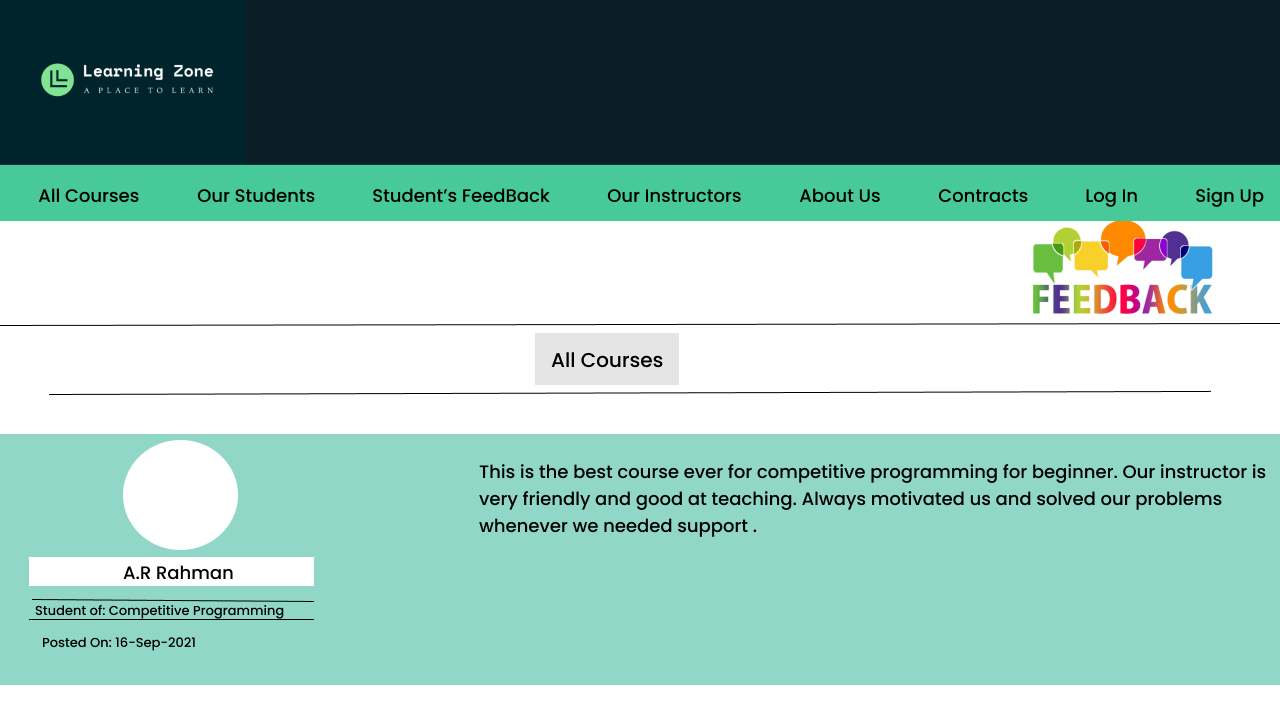 Learning Zone
A PLACE TO LEARN
All Courses
Our Students
Student’s FeedBack
Our Instructors
About Us
Contracts
Log In
Sign Up
FEEDBACK
All Courses
This is the best course ever for competitive programming for beginner. Our instructor is
very friendly and good at teaching. Always motivated us and solved our problems
whenever we needed support .
A.R Rahman
Student of: Competitive Programming
Posted On: 16-Sep-2021